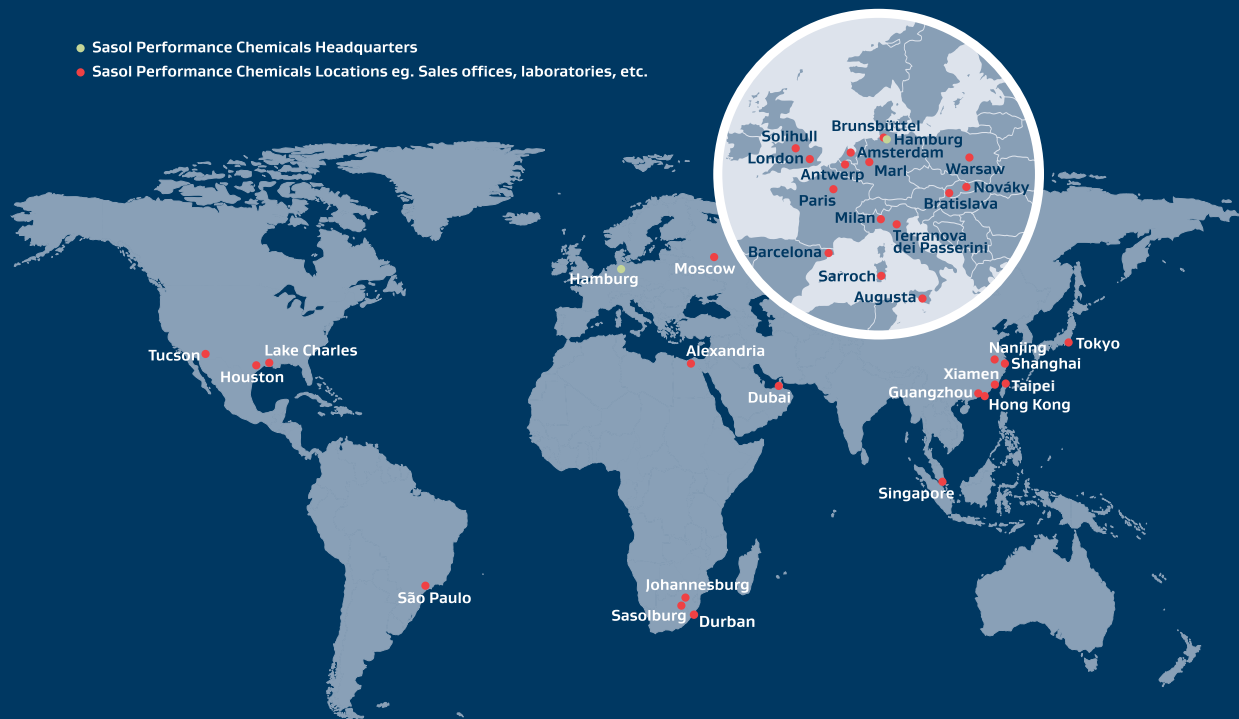 Sasol Performance Chemicals Headquarters
Sasol Performance Chemicals Locations eg. Sales offices, laboratories, etc.
Brunsbüttel
Solihull
Hamburg
London
Amsterdam
Antwerp
Marl
Warsaw
Nováky
Paris
Bratislava
Milan
Terranova
dei Passerini
Barcelona
Sarroch
Augusta
Moscow
Hamburg
Tucson
Lake Charles
Houston
Alexandria
Dubai
Nanjing
Tokyo
Shanghai
Xiamen
Taipei
Guangzhou
Hong Kong
Singapore
São Paulo
Johannesburg
Sasolburg
Durban